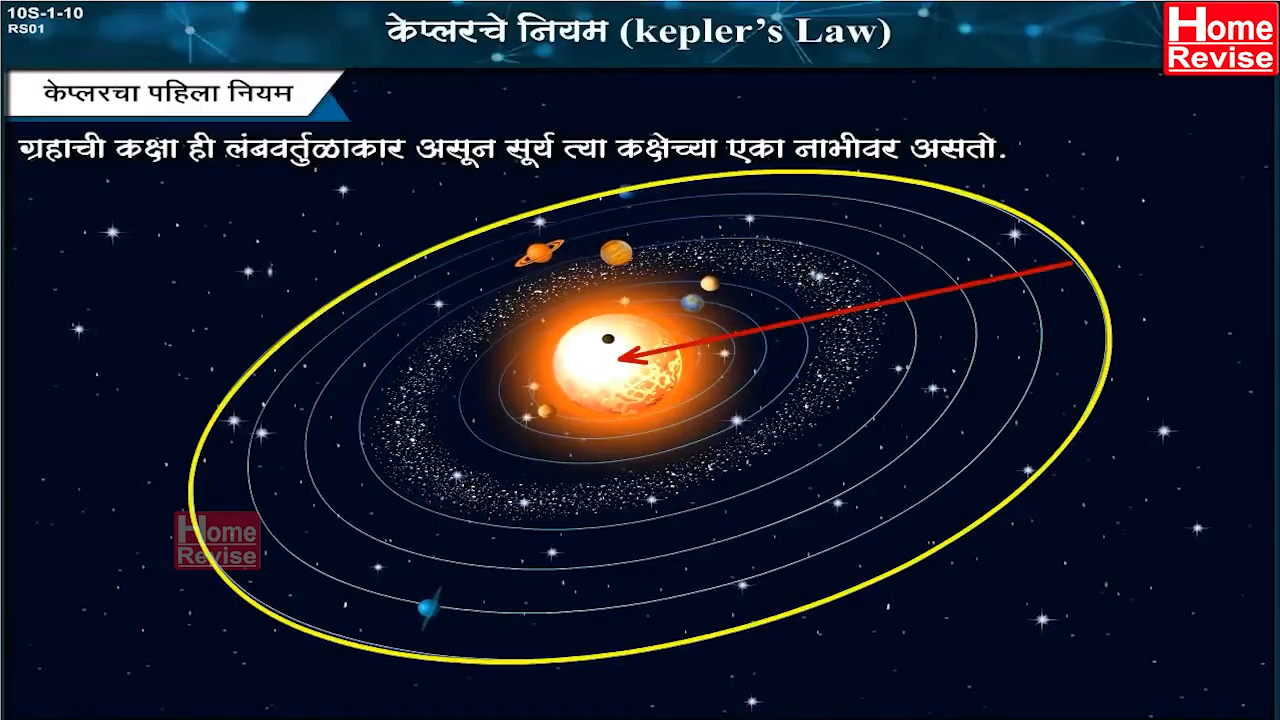 10S-1-10
RS01
केप्लरचे नियम (kepler's Law)
Home
Revise
केप्लरचा पहिला नियम
ग्रहाची कक्षा ही लंबवर्तुळाकार असून सूर्य त्या कक्षेच्या एका नाभीवर असतो.
Home
Revise